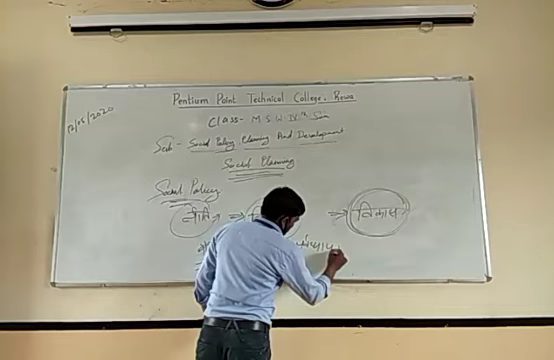 Pentium Point Technical College, Rewa
12/05/2020
Class- M.S.W. IVth Sem
Sub- Social Policy, Planning And Development
Social Planning
Social Policy
नीति ⇒ ⇒ विकास